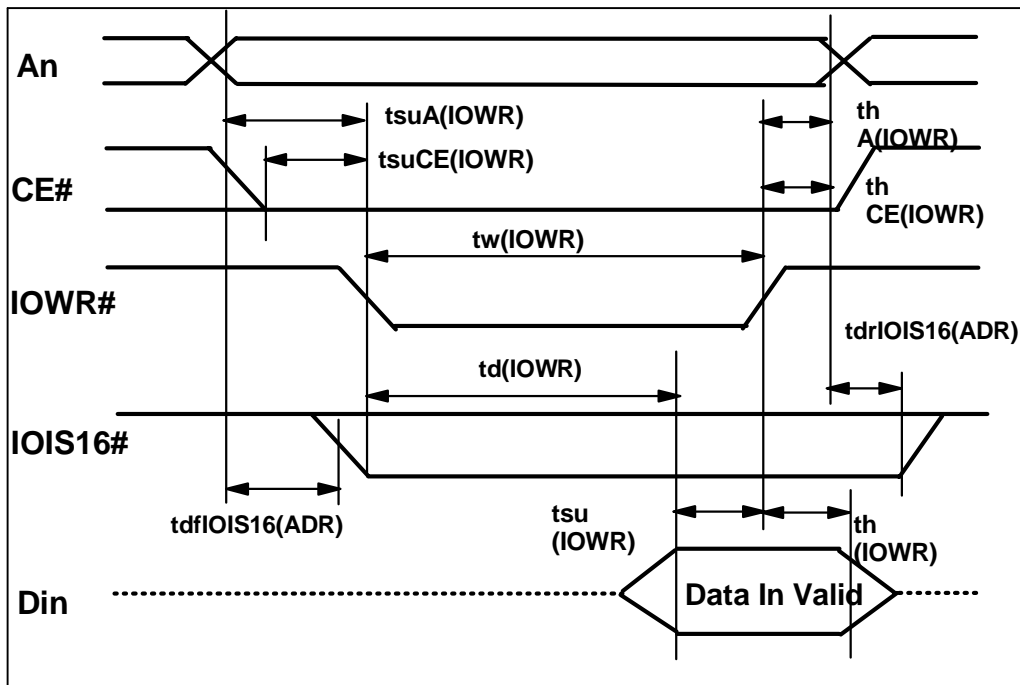 An
tsuA(IOWR)
th
A(IOWR)
tsuCE(IOWR)
CE#
th
CE(IOWR)
tw(IOWR)
IOWR#
tdrIOIS16(ADR)
td(IOWR)
IOIS16#
tdfIOIS16(ADR)
tsu
(IOWR)
th
(IOWR)
Din
Data In Valid